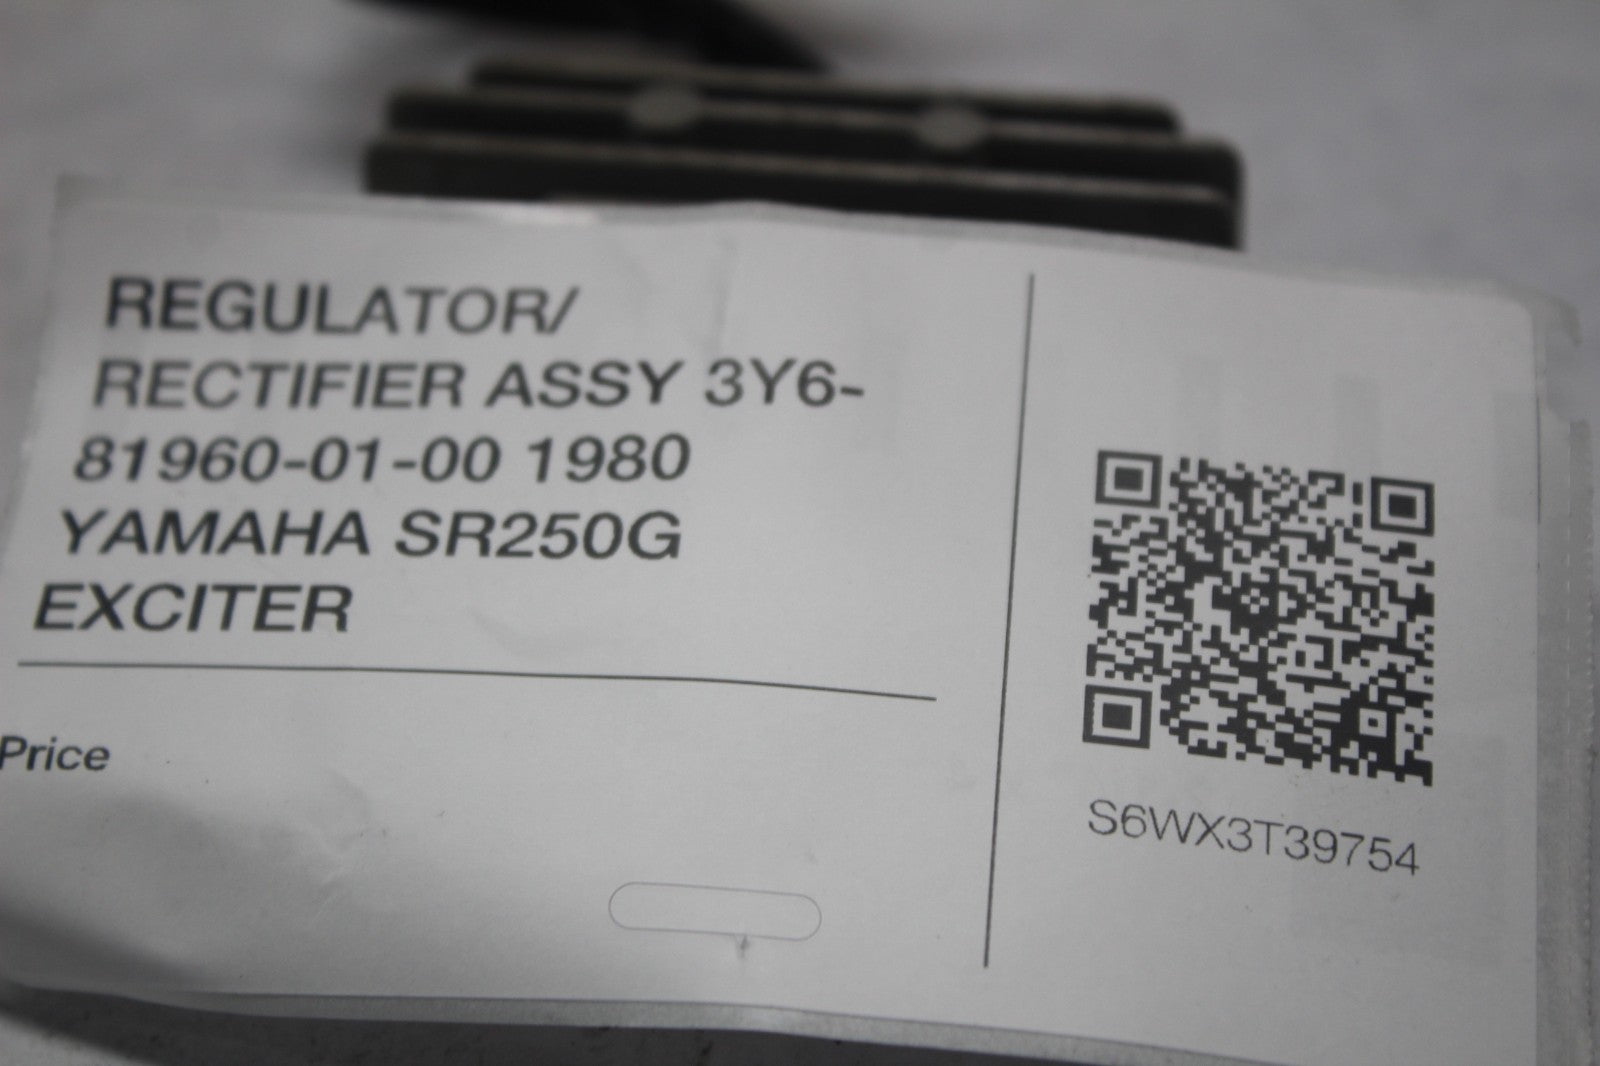 REGULATOR/
RECTIFIER ASSY 3Y6-
81960-01-00 1980
YAMAHA SR250G
EXCITER
Price
S6WX3T39754